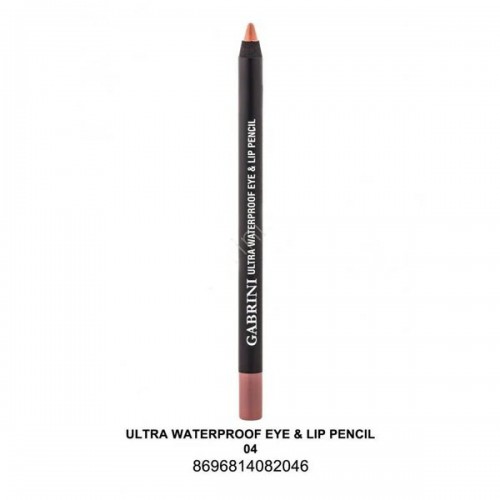 GABRINI ULTRA WATERPROOF EYE & LIP PENCIL
ULTRA WATERPROOF EYE & LIP PENCIL
04
8696814082046